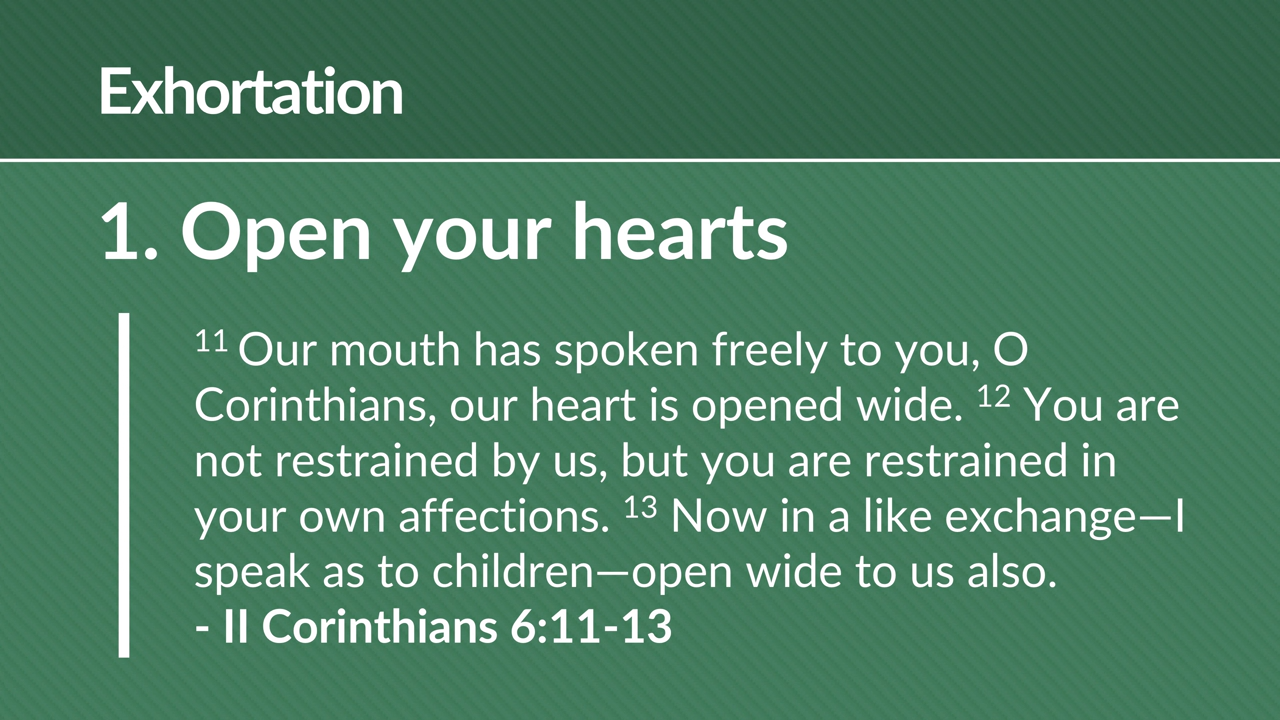 Exhortation
1. Open your hearts
¹¹ Our mouth has spoken freely to you, O
Corinthians, our heart is opened wide. ¹² You are
not restrained by us, but you are restrained in
your own affections. ¹³ Now in a like exchange—I
speak as to children—open wide to us also.
- II Corinthians 6:11-13